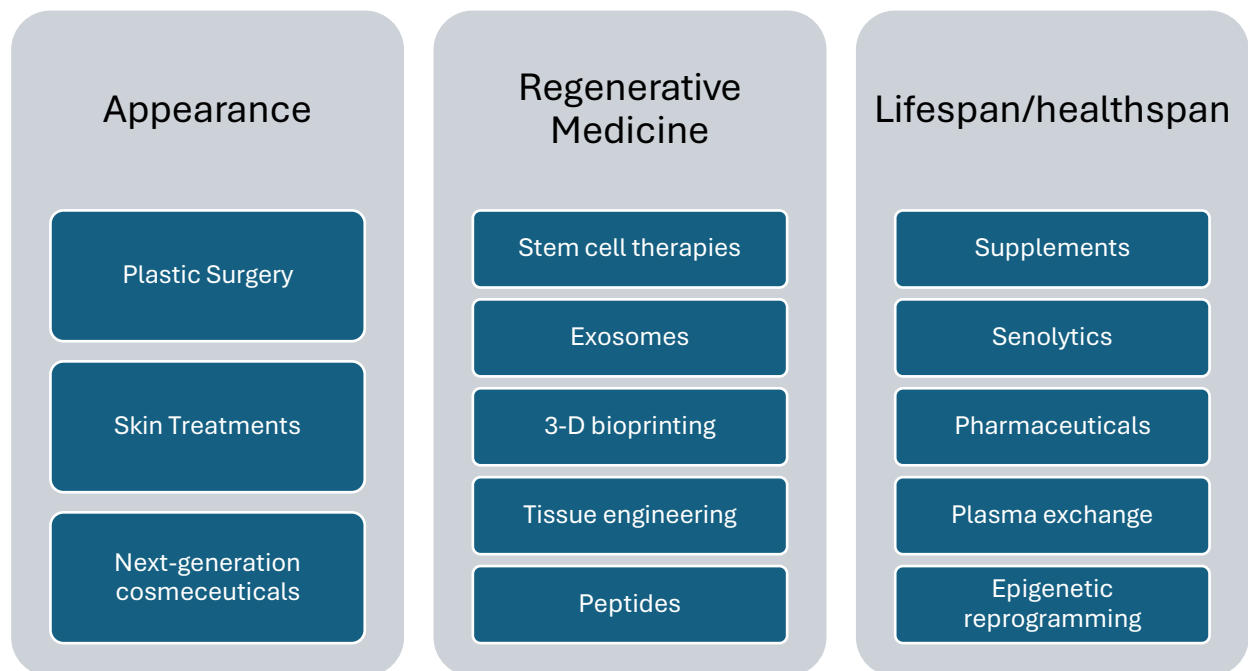 Appearance
Plastic Surgery
Skin Treatments
Next-generation
cosmeceuticals
Regenerative
Medicine
Stem cell therapies
Exosomes
3-D bioprinting
Tissue engineering
Peptides
Lifespan/healthspan
Supplements
Senolytics
Pharmaceuticals
Plasma exchange
Epigenetic
reprogramming